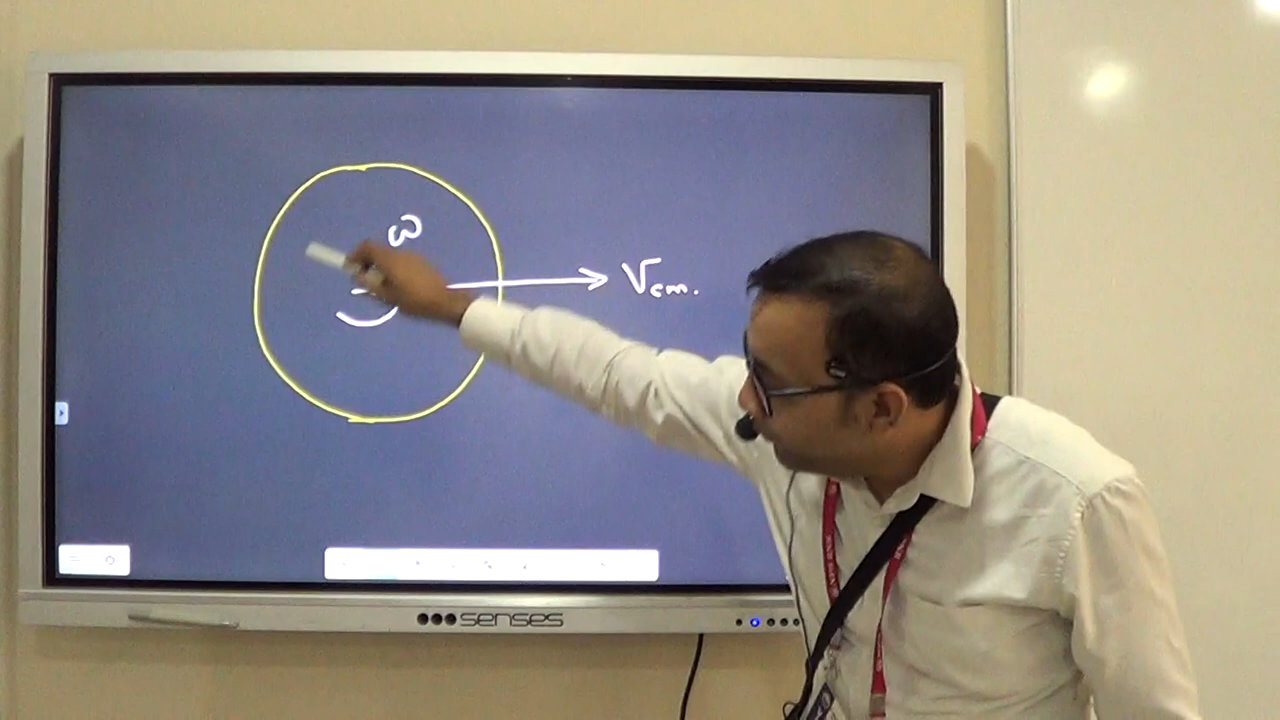 ω
Vcm.
senses